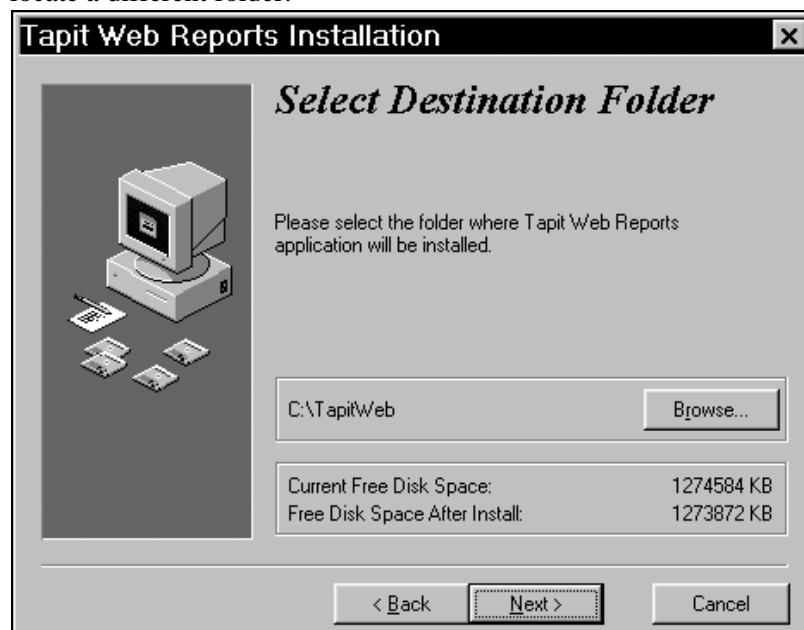 locate a different folder.
Tapit Web Reports Installation
Select Destination Folder
Please select the folder where Tapit Web Reports
application will be installed.
C:\TapitWeb
Browse...
Current Free Disk Space: 1274584 KB
Free Disk Space After Install: 1273872 KB
< Back Next > Cancel